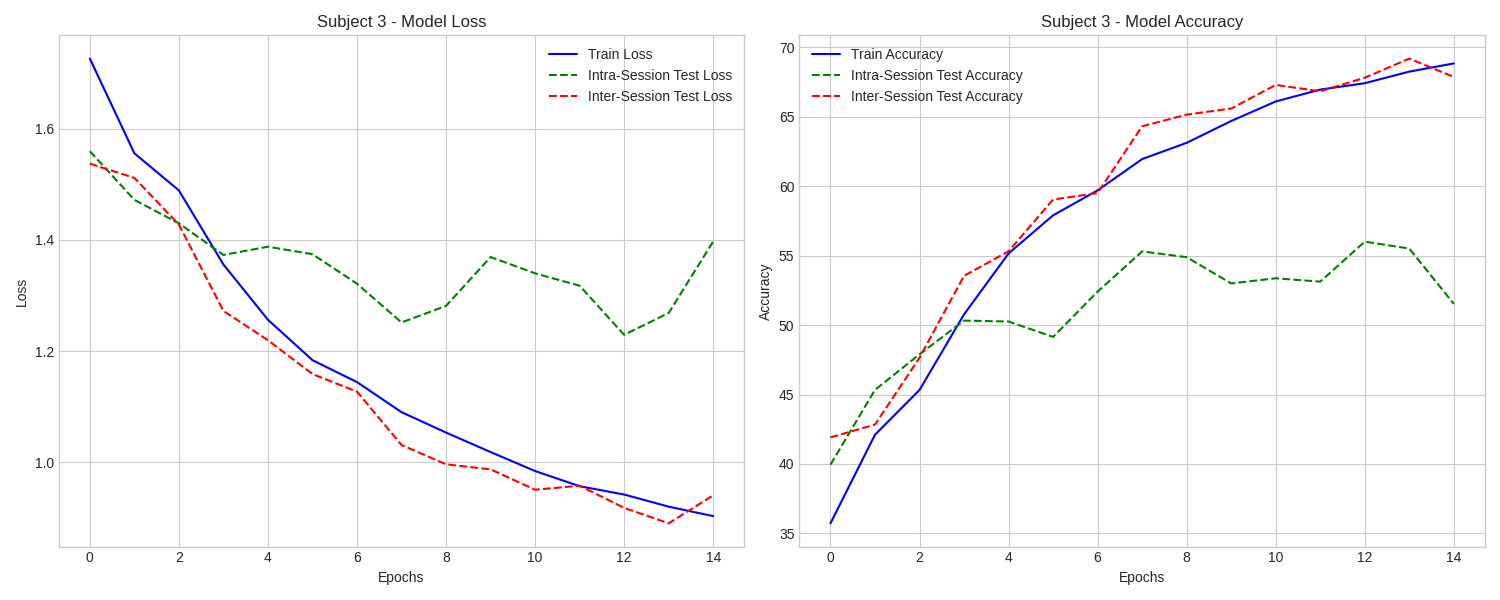 Subject 3 - Model Loss
Train Loss
Intra-Session Test Loss
Inter-Session Test Loss
Loss
1.6
1.4
1.2
1.0
0 2 4 6 8 10 12 14
Epochs
Subject 3 - Model Accuracy
Train Accuracy
Intra-Session Test Accuracy
Inter-Session Test Accuracy
Accuracy
70
65
60
55
50
45
40
35
0 2 4 6 8 10 12 14
Epochs